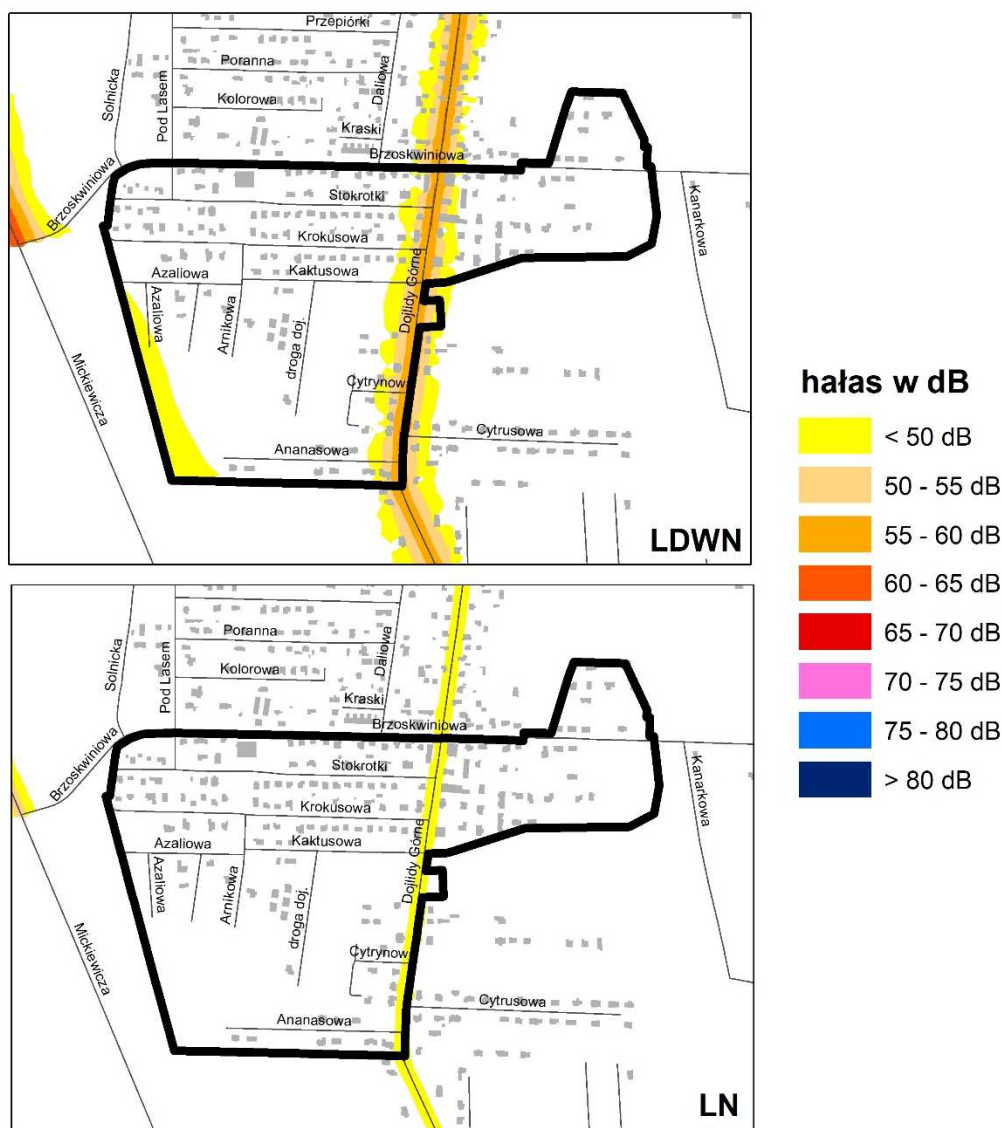 Przepiórki
Poranna
Kolorowa
Kraski
Brzoskwiniowa
Solnicka
Pod Lasem
Daliowa
Brzoskwiniowa
Stokrotki
Krokusowa
Azaliowa
Kaktusowa
Azaliowa
Arnikowa
droga doj.
Dojlidy Górne
Kanarkowa
Mickiewicza
Cytrynow
Cytrusowa
Ananasowa
LDWN
Poranna
Kolorowa
Kraski
Brzoskwiniowa
Solnicka
Pod Lasem
Daliowa
Brzoskwiniowa
Stokrotki
Krokusowa
Azaliowa
Kaktusowa
Azaliowa
Arnikowa
droga doj.
Dojlidy Górne
Kanarkowa
Mickiewicza
Cytrynow
Cytrusowa
Ananasowa
LN
hałas w dB
< 50 dB
50 - 55 dB
55 - 60 dB
60 - 65 dB
65 - 70 dB
70 - 75 dB
75 - 80 dB
> 80 dB